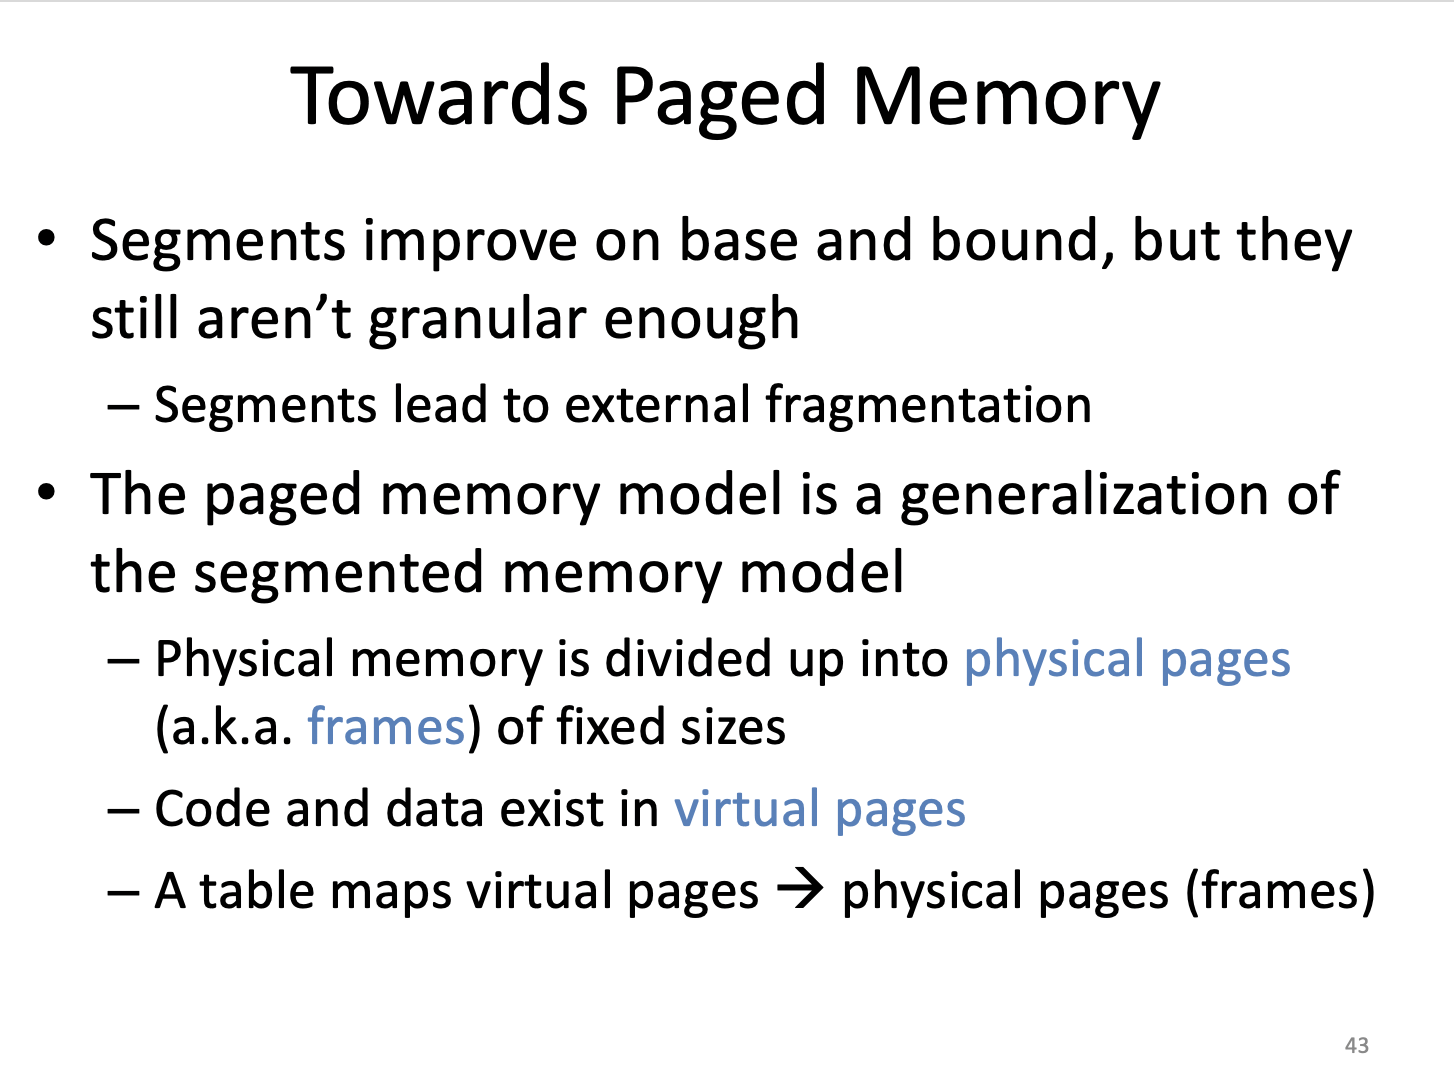 Towards Paged Memory
• Segments improve on base and bound, but they
still aren’t granular enough
– Segments lead to external fragmentation
• The paged memory model is a generalization of
the segmented memory model
– Physical memory is divided up into physical pages
(a.k.a. frames) of fixed sizes
– Code and data exist in virtual pages
– A table maps virtual pages → physical pages (frames)
43